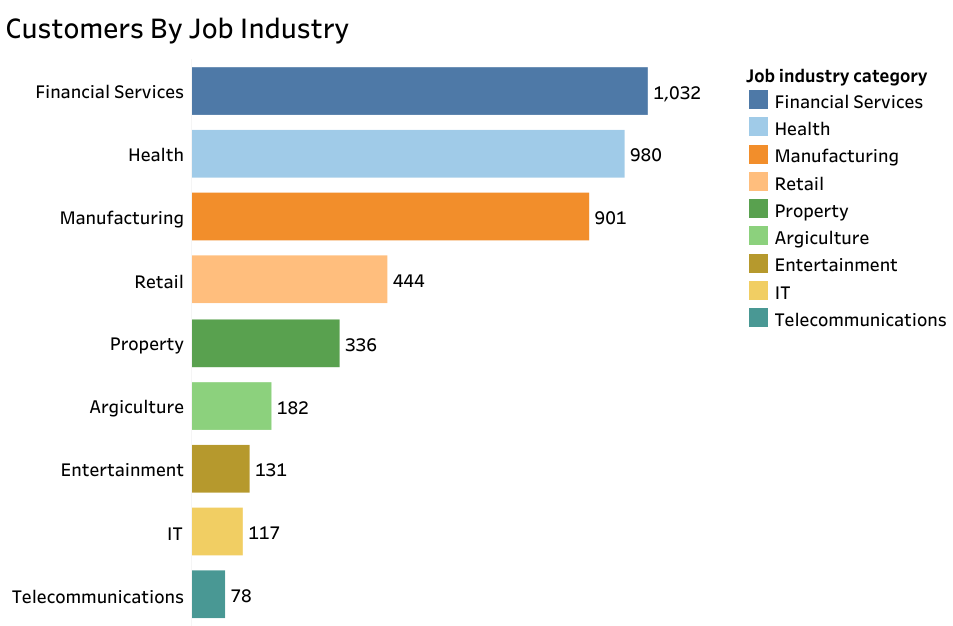 Customers By Job Industry
Financial Services 1,032
Health 980
Manufacturing 901
Retail 444
Property 336
Argiculture 182
Entertainment 131
IT 117
Telecommunications 78
Job industry category
Financial Services
Health
Manufacturing
Retail
Property
Argiculture
Entertainment
IT
Telecommunications